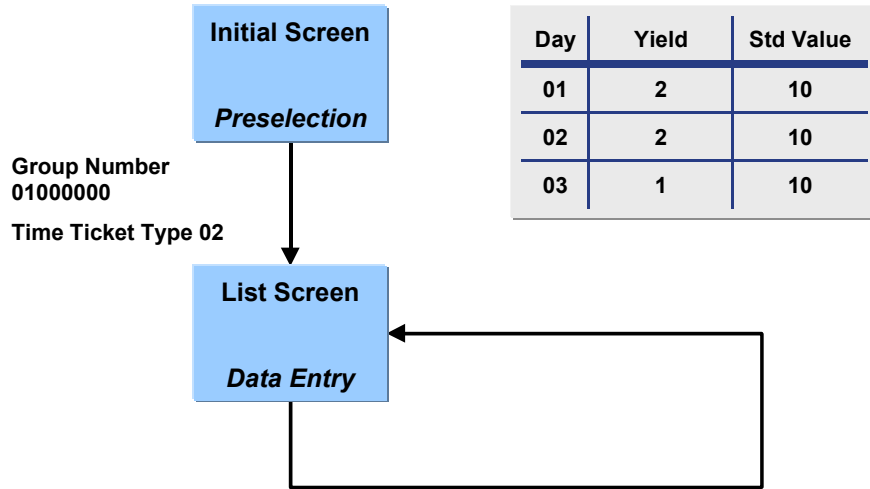 Initial Screen
Preselection
Group Number
01000000
Time Ticket Type 02
List Screen
Data Entry
Day Yield Std Value
01 2 10
02 2 10
03 1 10